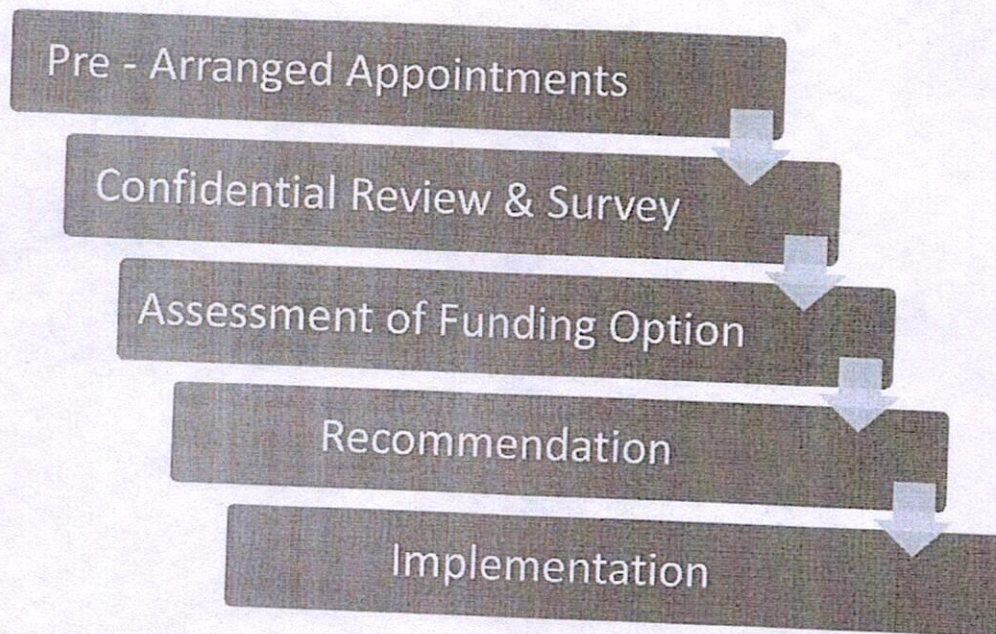 Pre - Arranged Appointments
Confidential Review & Survey
Assessment of Funding Option
Recommendation
Implementation